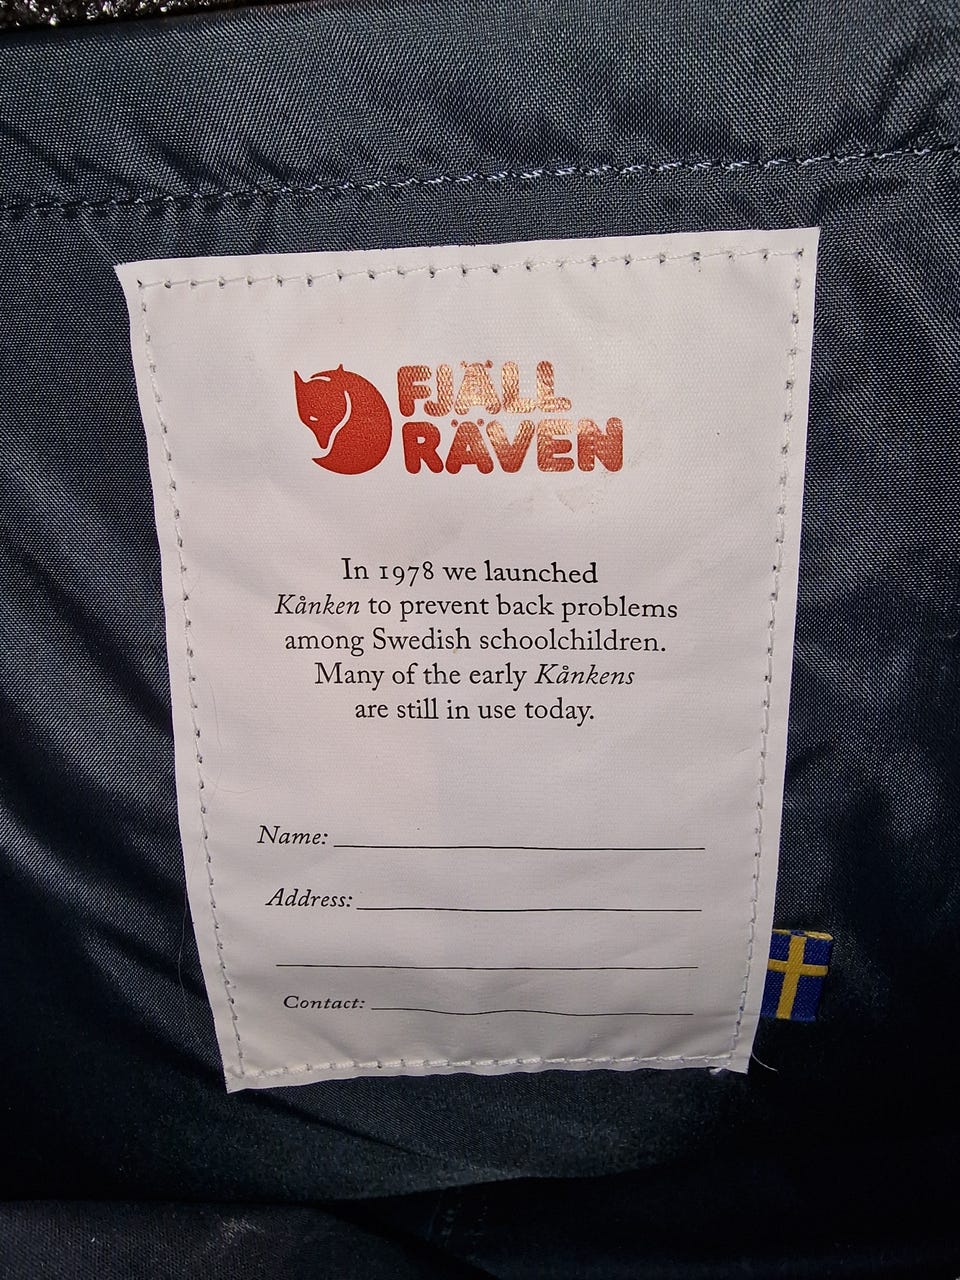 FJÄLL
RÄVEN
In 1978 we launched
Kånken to prevent back problems
among Swedish schoolchildren.
Many of the early Kånkens
are still in use today.
Name:
Address:
Contact: